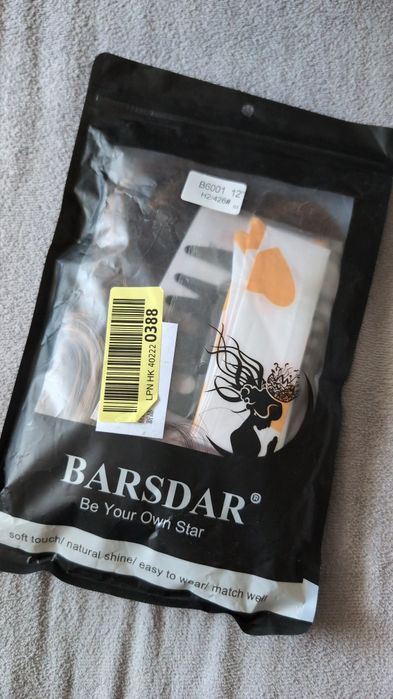 B6001 12"
H2/426#
LPN HK 40222 0388
BARSDAR®
Be Your Own Star
soft touch/ natural shine/ easy to wear/ match well/